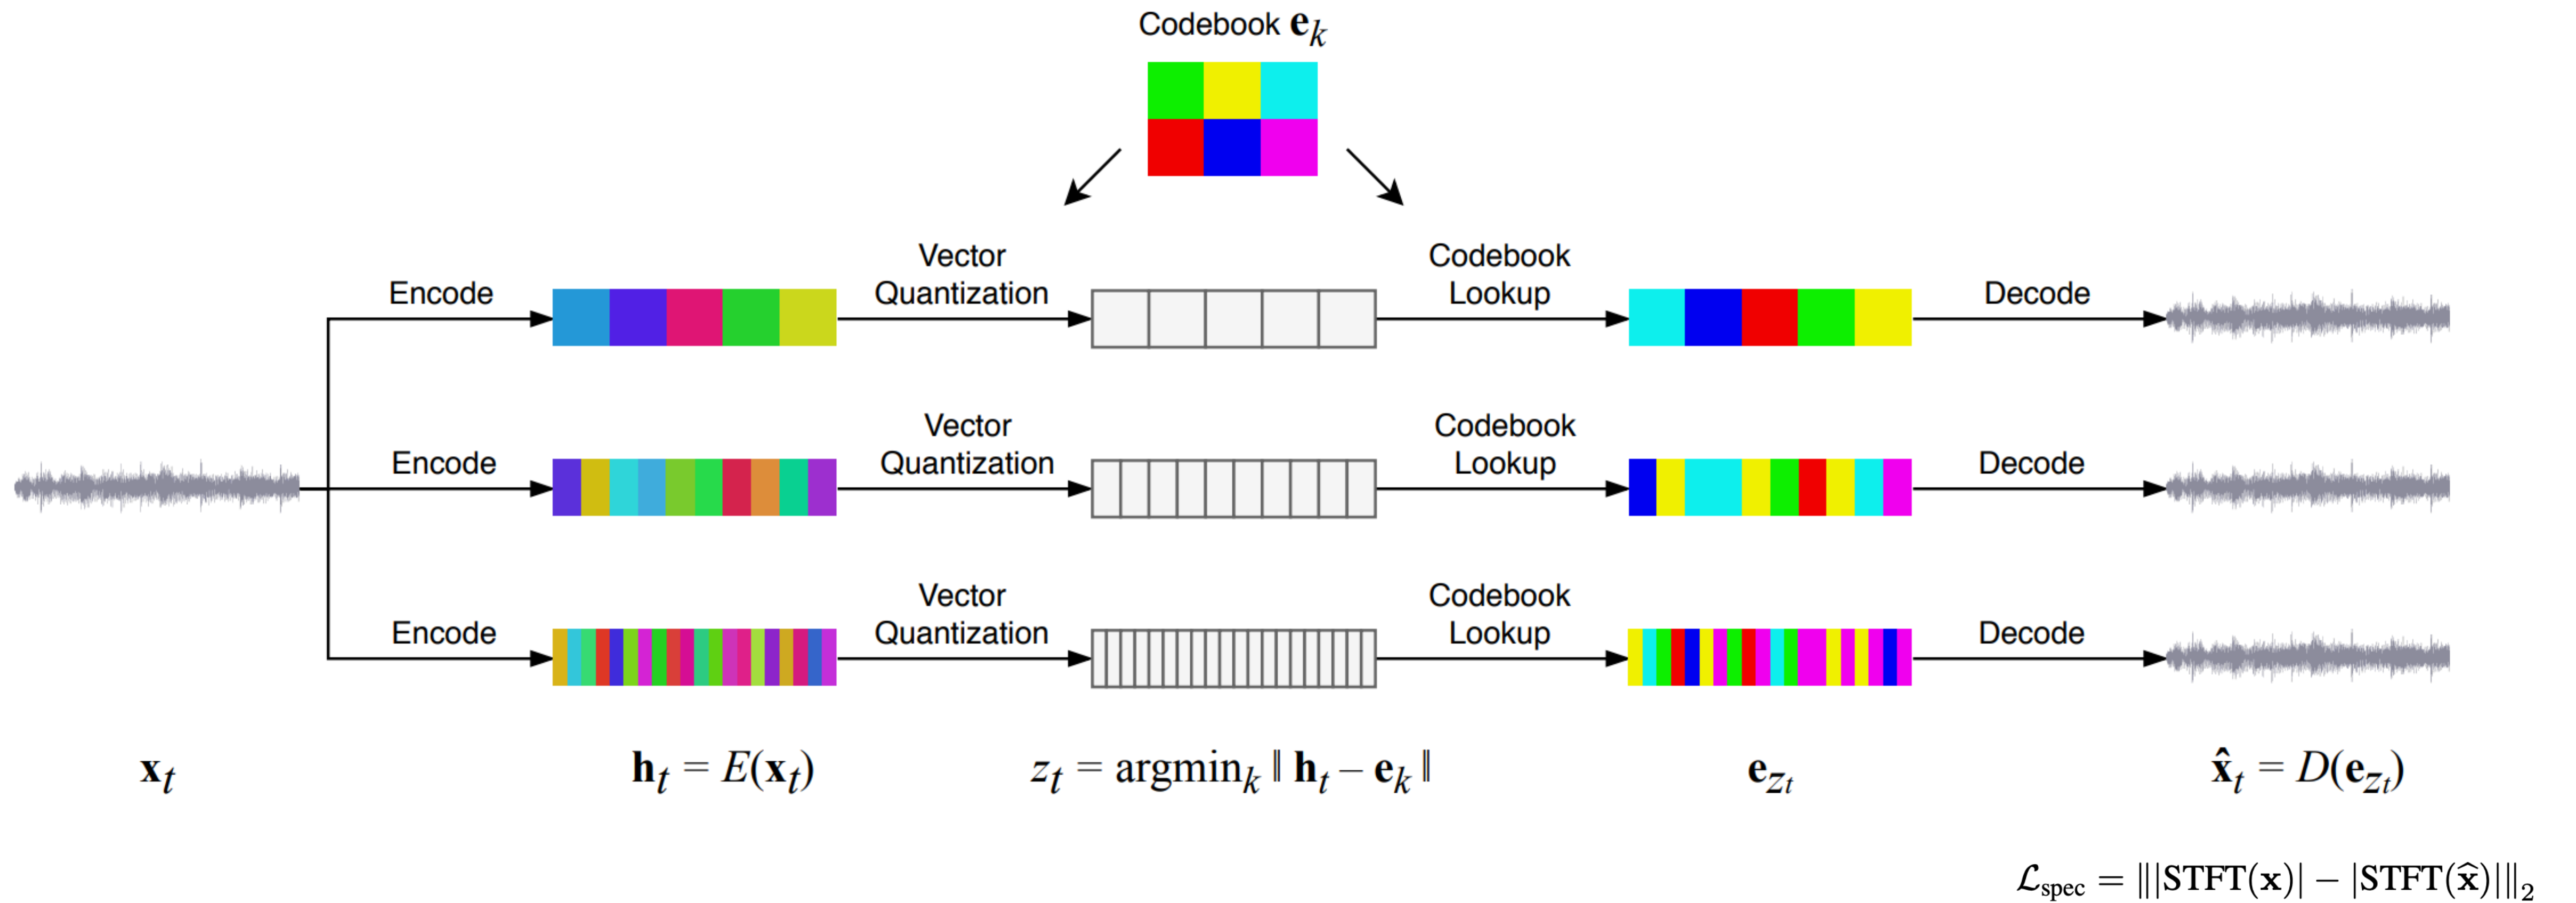 Codebook e_k
Vector
Quantization
Codebook
Lookup
Encode
Decode
Vector
Quantization
Codebook
Lookup
Encode
Decode
Vector
Quantization
Codebook
Lookup
Encode
Decode
x_t
h_t = E(x_t)
z_t = argmin_k ‖ h_t – e_k ‖
e_{z_t}
x̂_t = D(e_{z_t})
ℒ_spec = ‖|STFT(x)| − |STFT(x̂)|‖₂